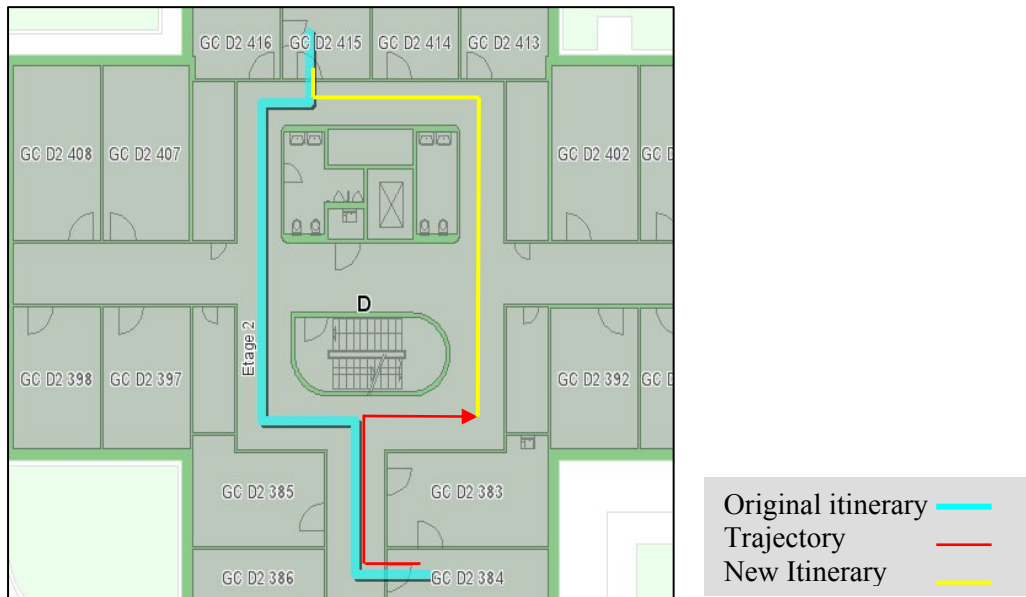 GC D2 416
GC D2 415
GC D2 414
GC D2 413
GC D2 408
GC D2 407
GC D2 402
GC D
D
Etage 2
GC D2 398
GC D2 397
GC D2 392
GC D
GC D2 385
GC D2 383
GC D2 386
GC D2 384
Original itinerary
Trajectory
New Itinerary